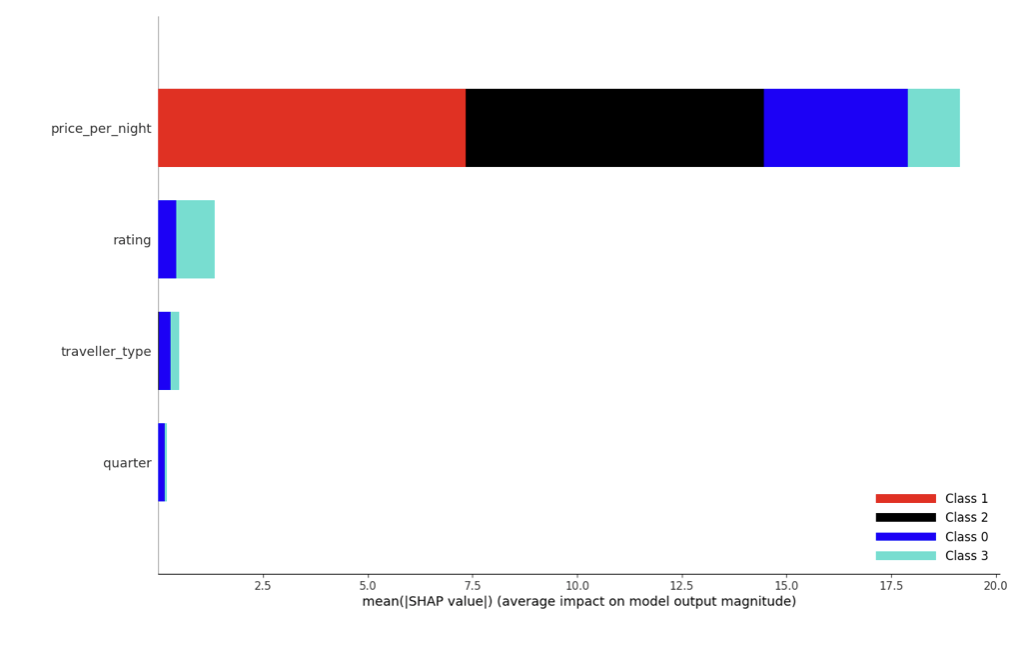 price_per_night
rating
traveller_type
quarter
Class 1
Class 2
Class 0
Class 3
2.5 5.0 7.5 10.0 12.5 15.0 17.5 20.0
mean(|SHAP value|) (average impact on model output magnitude)